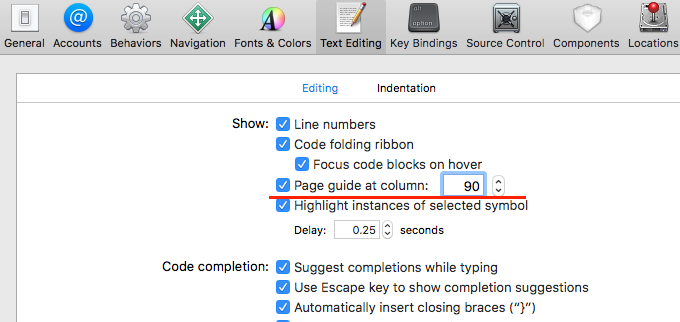 General Accounts Behaviors Navigation Fonts & Colors Text Editing Key Bindings Source Control Components Locations
Editing Indentation
Show: Line numbers
Code folding ribbon
Focus code blocks on hover
Page guide at column: 90
Highlight instances of selected symbol
Delay: 0.25 seconds
Code completion: Suggest completions while typing
Use Escape key to show completion suggestions
Automatically insert closing braces (“}”)